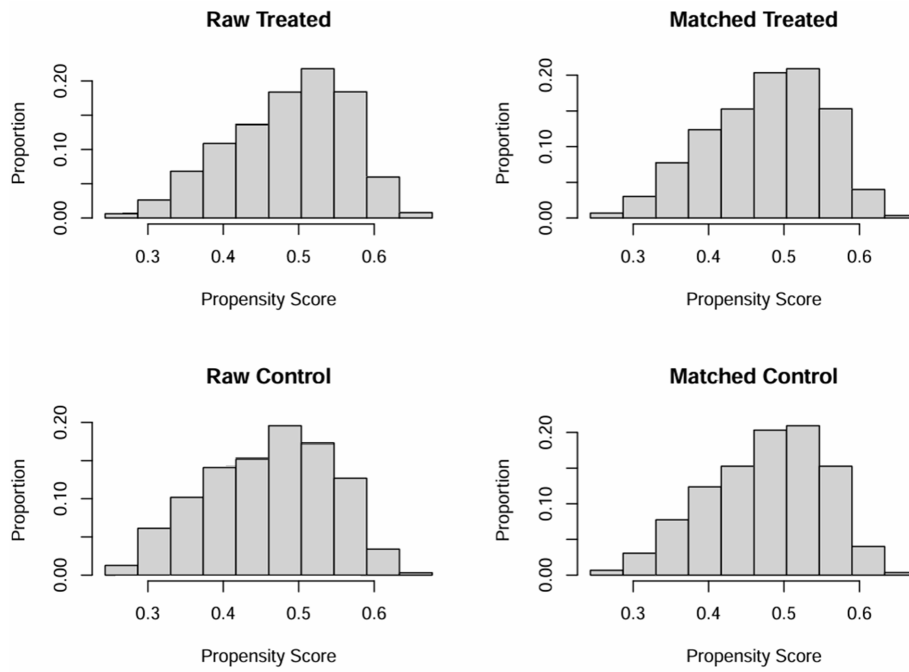 Raw Treated
Proportion
0.20
0.10
0.00
0.3 0.4 0.5 0.6
Propensity Score
Matched Treated
Proportion
0.20
0.10
0.00
0.3 0.4 0.5 0.6
Propensity Score
Raw Control
Proportion
0.20
0.10
0.00
0.3 0.4 0.5 0.6
Propensity Score
Matched Control
Proportion
0.20
0.10
0.00
0.3 0.4 0.5 0.6
Propensity Score